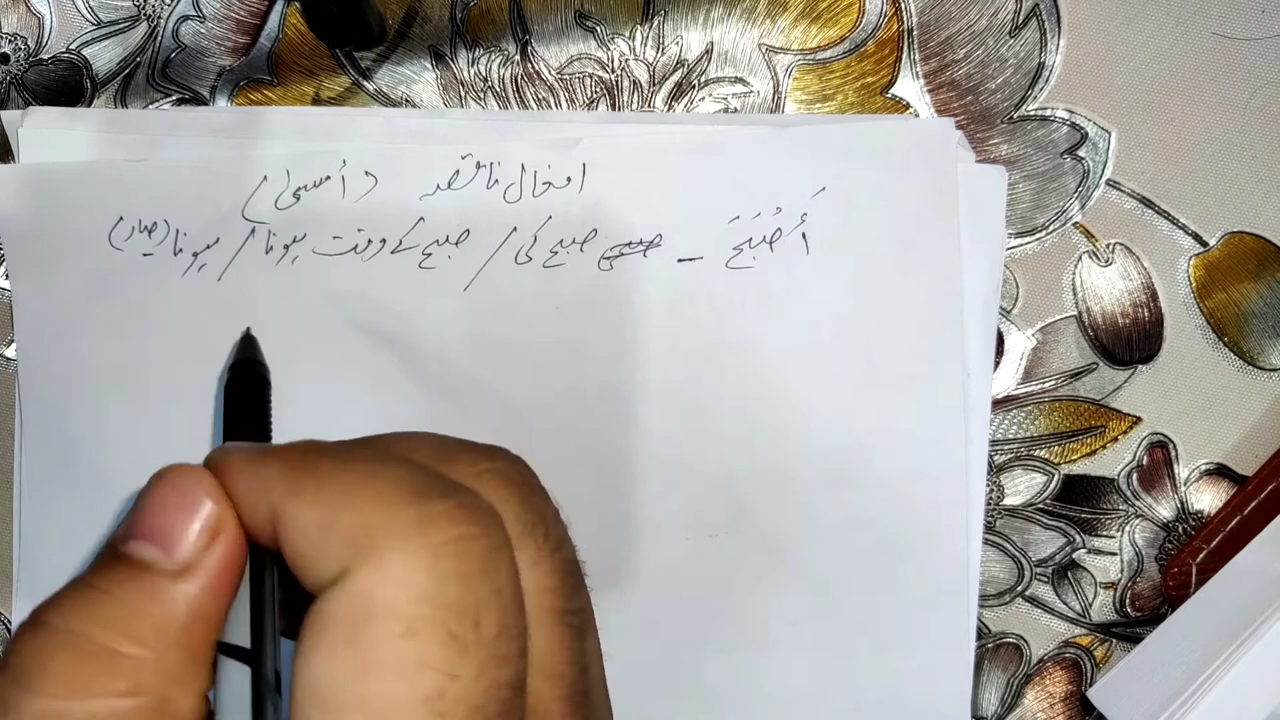 افعال ناقصہ (أمسى)
أَصْبَحَ - صبح کی / صبح کے وقت ہونا / ہونا (صار)